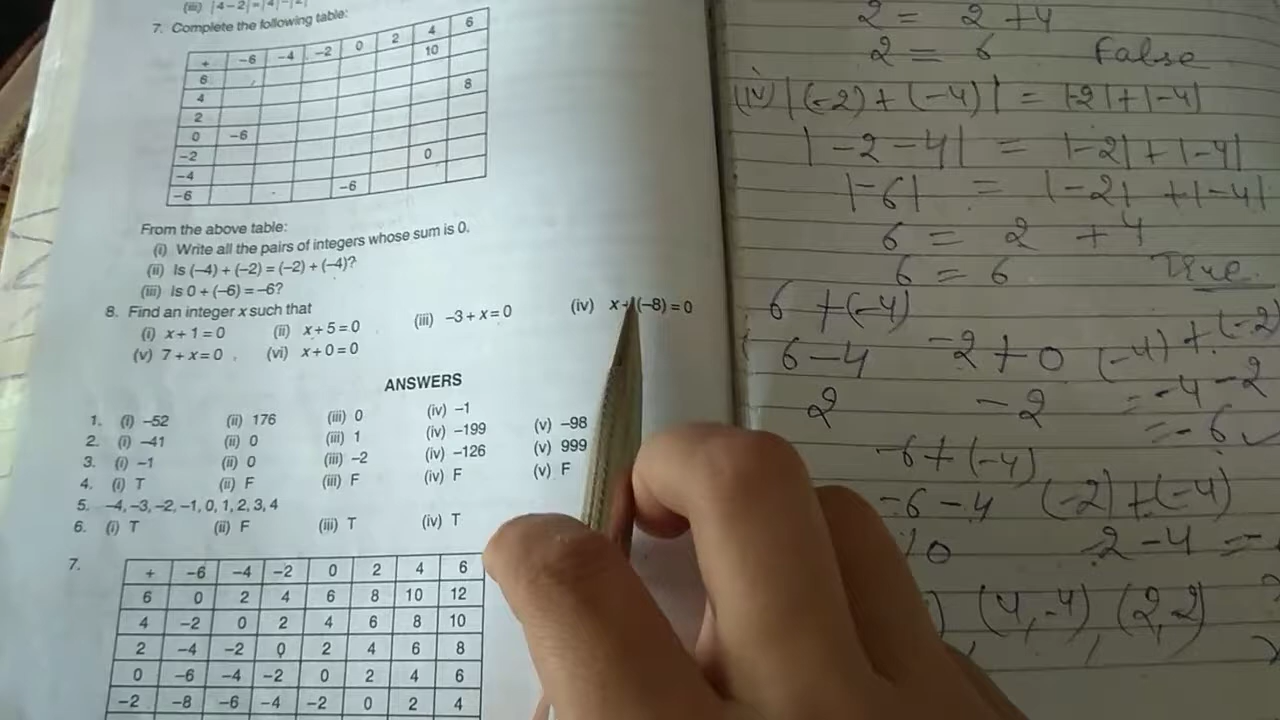 (iii) |4 – 2| = |4| – |2|
7. Complete the following table:
+ –6 –4 –2 0 2 4 6
6 10
4
2 8
0 –6
–2
–4 0
–6 –6
From the above table:
(i) Write all the pairs of integers whose sum is 0.
(ii) Is (–4) + (–2) = (–2) + (–4)?
(iii) Is 0 + (–6) = –6?
8. Find an integer x such that
(i) x + 1 = 0 (ii) x + 5 = 0 (iii) –3 + x = 0 (iv) x + (–8) = 0
(v) 7 + x = 0 (vi) x + 0 = 0
ANSWERS
1. (i) –52 (ii) 176 (iii) 0 (iv) –1 (v) –98
2. (i) –41 (ii) 0 (iii) 1 (iv) –199 (v) 999
3. (i) –1 (ii) 0 (iii) –2 (iv) –126
4. (i) T (ii) F (iii) F (iv) F (v) F
5. –4, –3, –2, –1, 0, 1, 2, 3, 4
6. (i) T (ii) F (iii) T (iv) T
7.
+ –6 –4 –2 0 2 4 6
6 0 2 4 6 8 10 12
4 –2 0 2 4 6 8 10
2 –4 –2 0 2 4 6 8
0 –6 –4 –2 0 2 4 6
–2 –8 –6 –4 –2 0 2 4
2 = 2 + 4
2 = 6 False
(iv) |(-2) + (-4)| = |-2| + |-4|
|-2 - 4| = |-2| + |-4|
|-6| = |-2| + |-4|
6 = 2 + 4
6 = 6 True
6 + (-4)
6 - 4 -2 + 0 (-4) + (-2)
2 -2 = -4 - 2
= -6
-6 + (-4)
-6 - 4 (-2) + (-4)
10 -2 - 4 =
(4, -4), (2, 2)